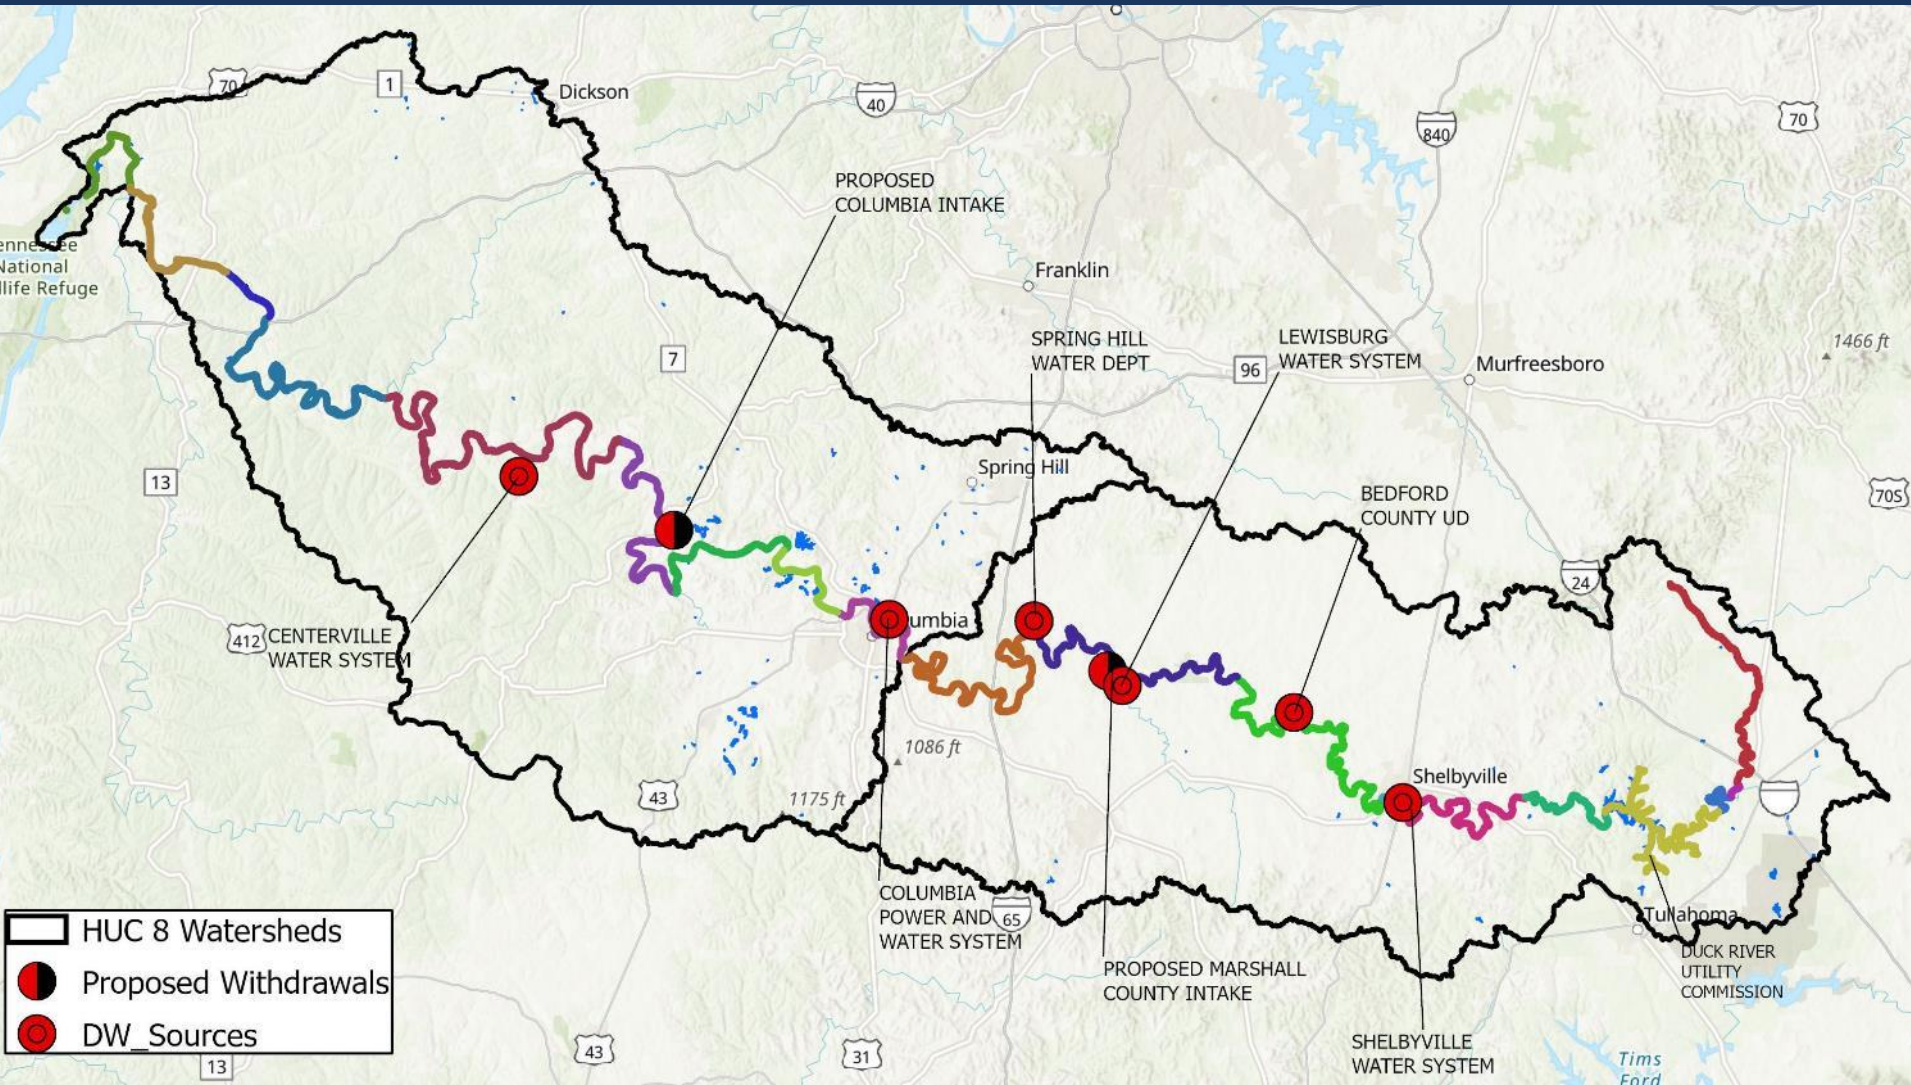 70
1
Dickson
40
840
70
PROPOSED
COLUMBIA INTAKE
ennessee
National
llife Refuge
Franklin
SPRING HILL
WATER DEPT
LEWISBURG
WATER SYSTEM
1466 ft
7
96
Murfreesboro
13
Spring Hill
70S
BEDFORD
COUNTY UD
24
412
CENTERVILLE
WATER SYSTEM
umbia
1086 ft
Shelbyville
43
1175 ft
COLUMBIA
POWER AND
WATER SYSTEM
65
Tullahoma
DUCK RIVER
UTILITY
COMMISSION
PROPOSED MARSHALL
COUNTY INTAKE
HUC 8 Watersheds
Proposed Withdrawals
DW_Sources
SHELBYVILLE
WATER SYSTEM
13
43
31
Tims
Ford